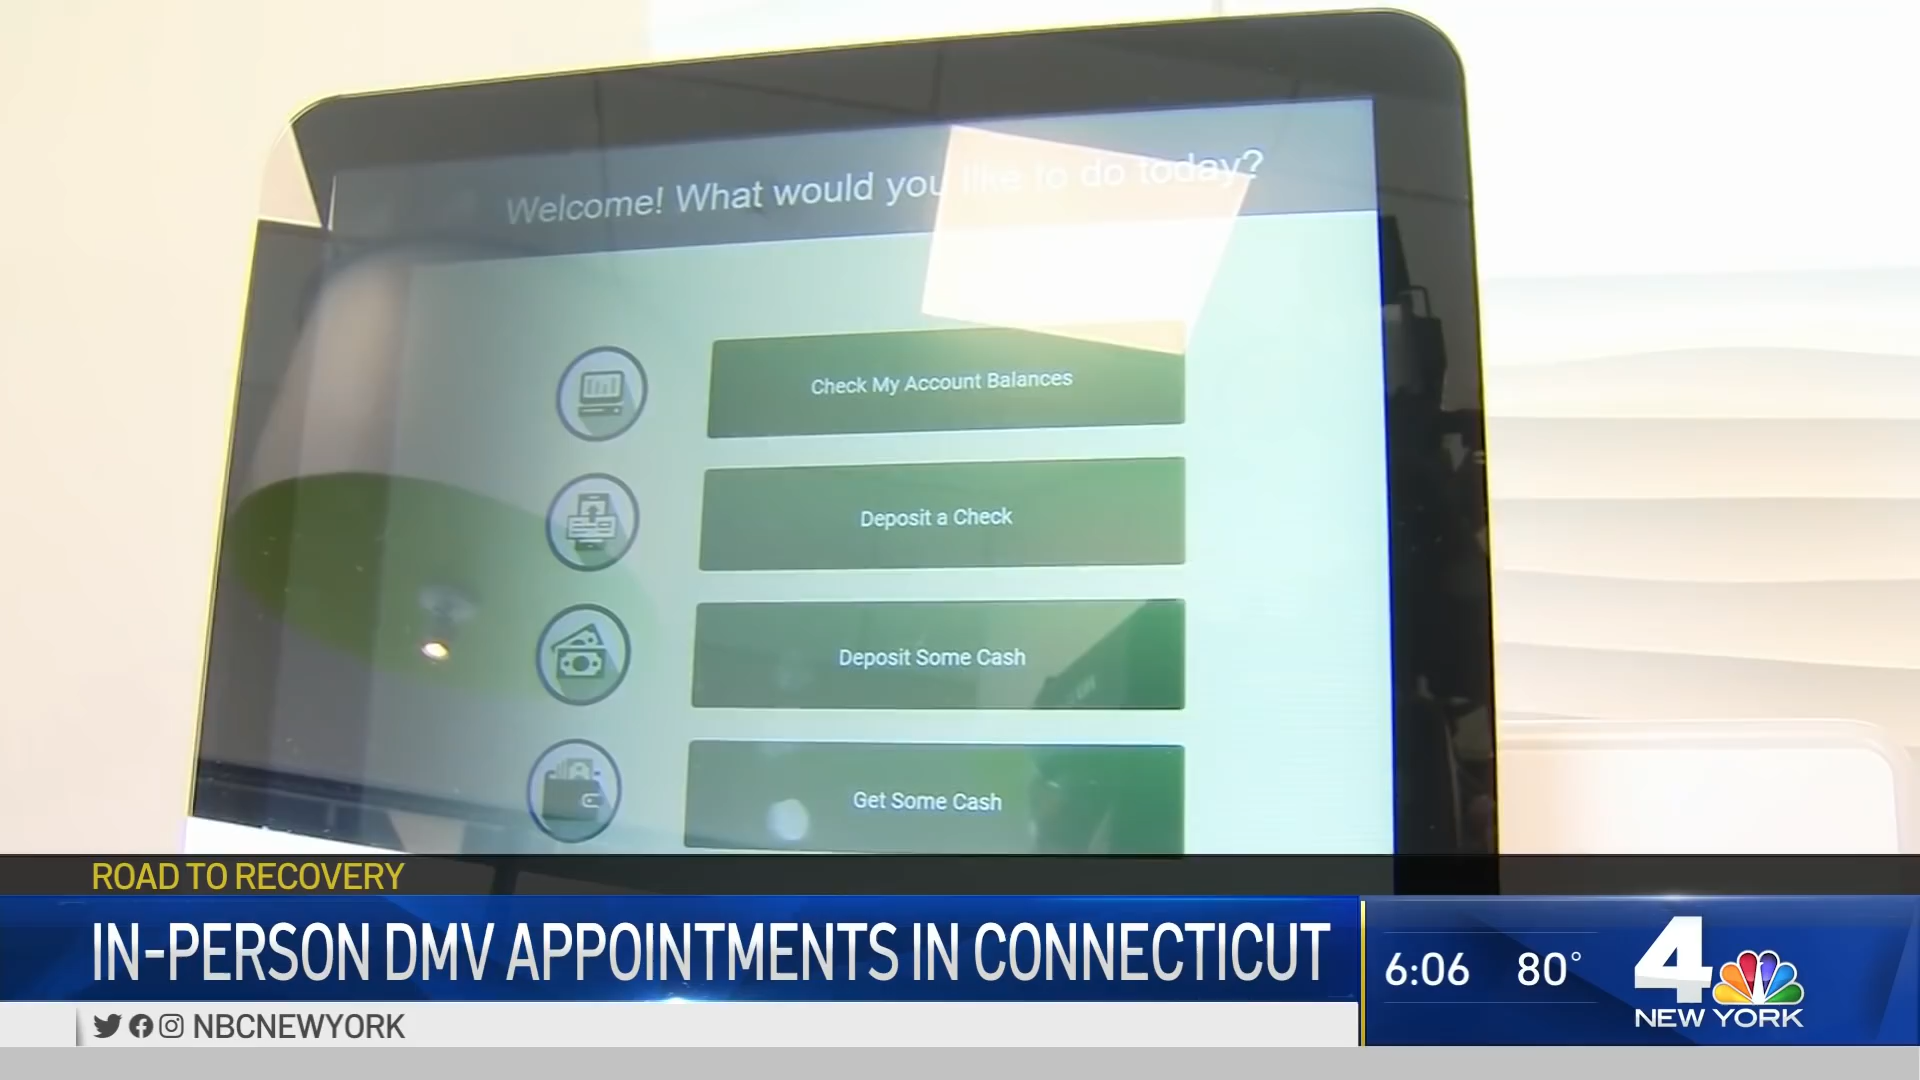 Welcome! What would you like to do today?
Check My Account Balances
Deposit a Check
Deposit Some Cash
Get Some Cash
ROAD TO RECOVERY
IN-PERSON DMV APPOINTMENTS IN CONNECTICUT
6:06 80°
4
NEW YORK
NBCNEWYORK